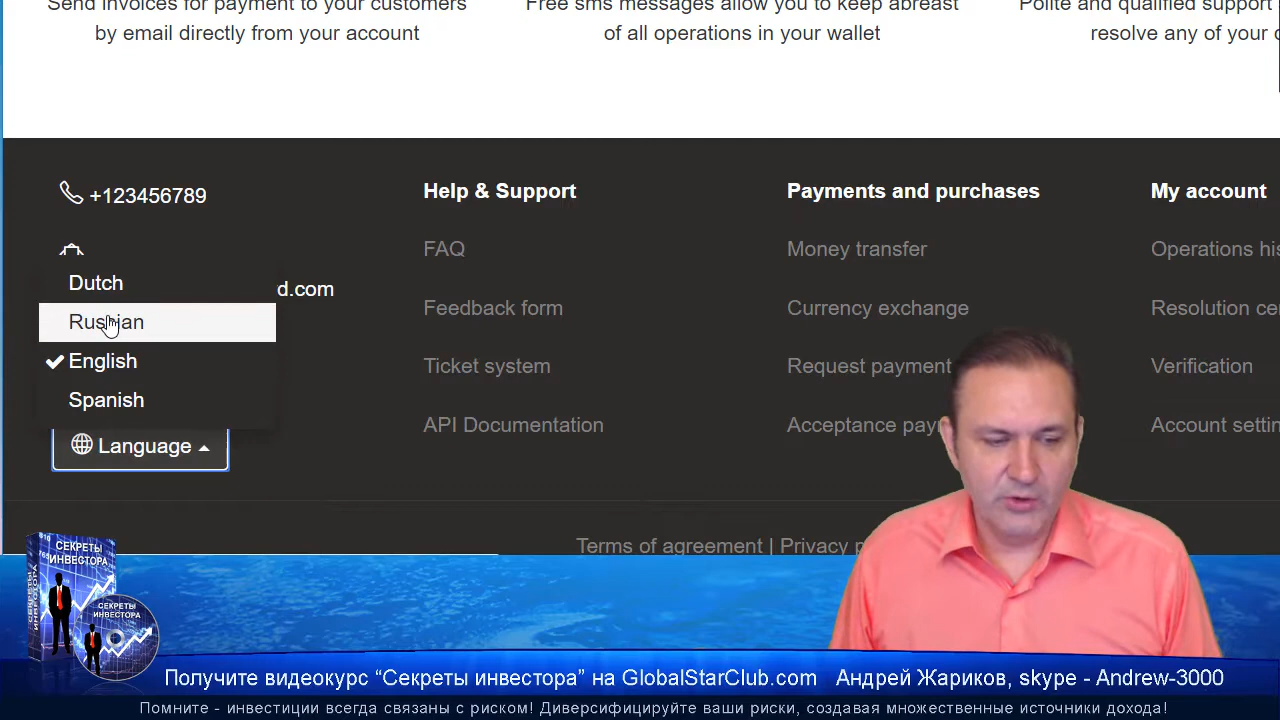 Send invoices for payment to your customers
by email directly from your account
Free sms messages allow you to keep abreast
of all operations in your wallet
Polite and qualified support
resolve any of your
+123456789
d.com
Dutch
Russian
English
Spanish
Language
Help & Support
FAQ
Feedback form
Ticket system
API Documentation
Payments and purchases
Money transfer
Currency exchange
Request payment
Acceptance pay
My account
Operations his
Resolution ce
Verification
Account settin
Terms of agreement | Privacy p
СЕКРЕТЫ
ИНВЕСТОРА
СЕКРЕТЫ
ИНВЕСТОРА
Получите видеокурс “Секреты инвестора” на GlobalStarClub.com Андрей Жариков, skype - Andrew-3000
Помните - инвестиции всегда связаны с риском! Диверсифицируйте ваши риски, создавая множественные источники дохода!